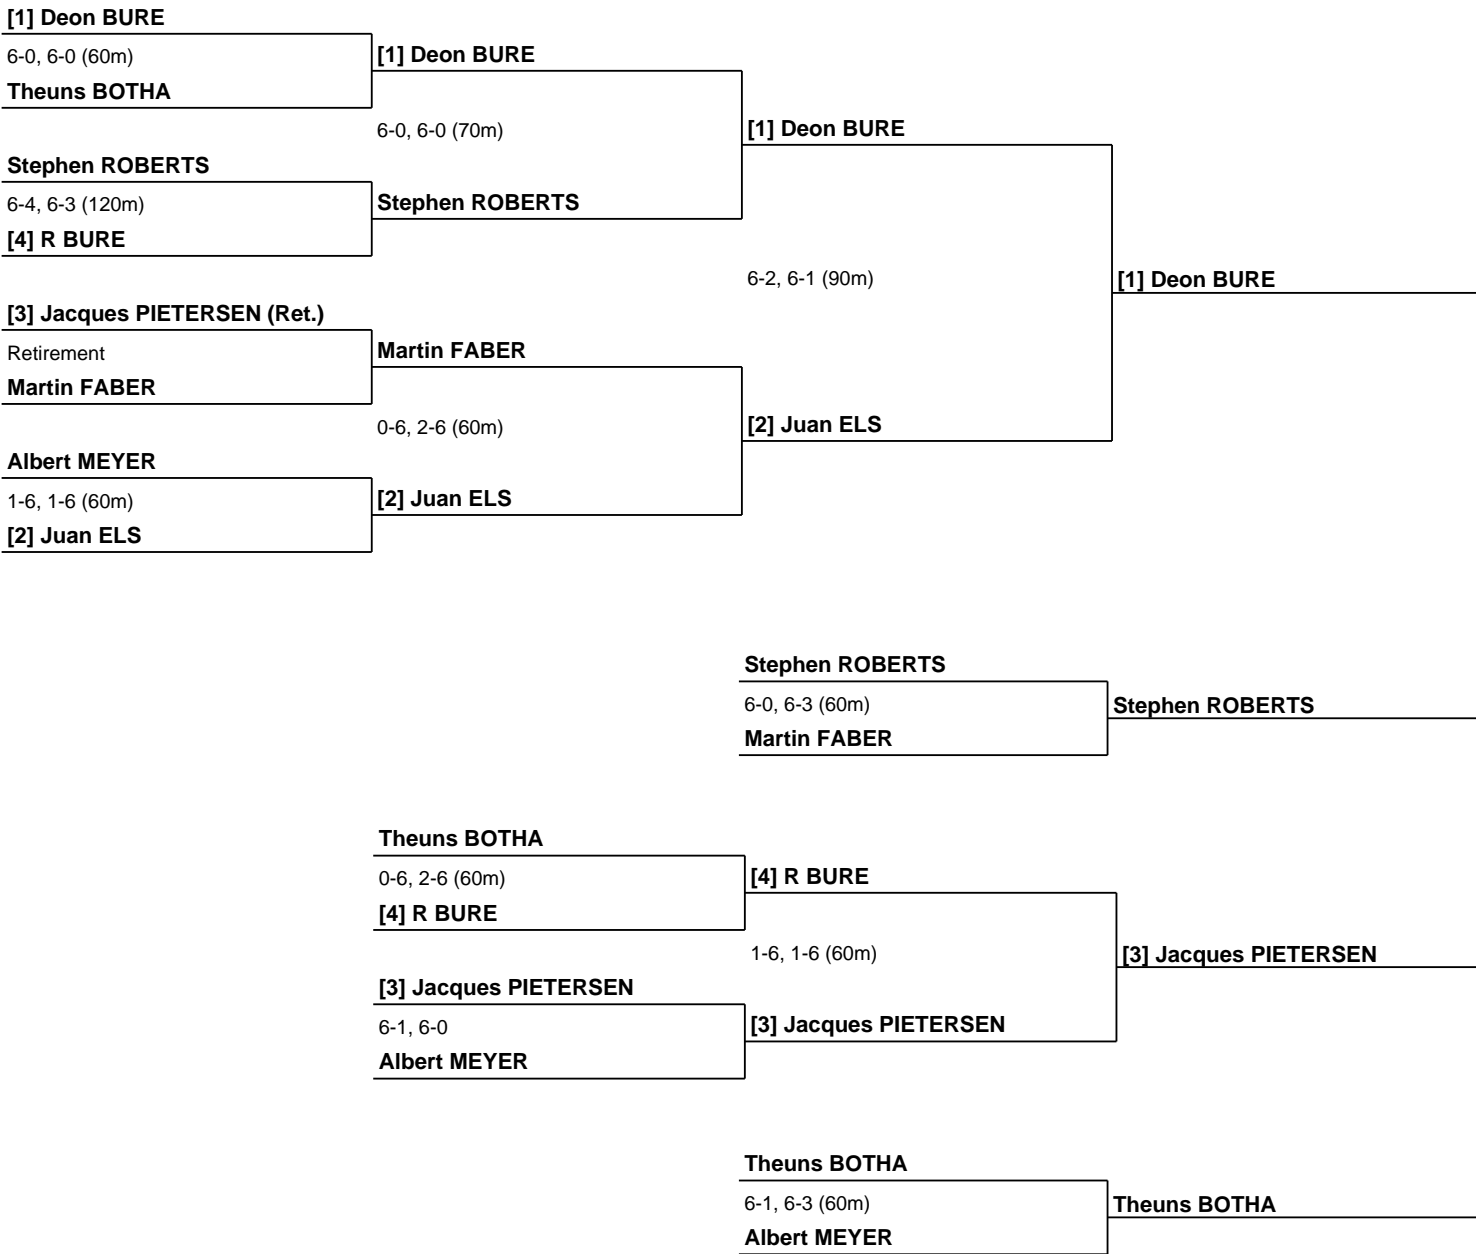 [1] Deon BURE
6-0, 6-0 (60m)
[1] Deon BURE
Theuns BOTHA
6-0, 6-0 (70m)
[1] Deon BURE
Stephen ROBERTS
6-4, 6-3 (120m)
Stephen ROBERTS
[4] R BURE
6-2, 6-1 (90m)
[1] Deon BURE
[3] Jacques PIETERSEN (Ret.)
Retirement
Martin FABER
Martin FABER
0-6, 2-6 (60m)
[2] Juan ELS
Albert MEYER
1-6, 1-6 (60m)
[2] Juan ELS
[2] Juan ELS
Stephen ROBERTS
6-0, 6-3 (60m)
Stephen ROBERTS
Martin FABER
Theuns BOTHA
0-6, 2-6 (60m)
[4] R BURE
[4] R BURE
1-6, 1-6 (60m)
[3] Jacques PIETERSEN
[3] Jacques PIETERSEN
6-1, 6-0
[3] Jacques PIETERSEN
Albert MEYER
Theuns BOTHA
6-1, 6-3 (60m)
Theuns BOTHA
Albert MEYER